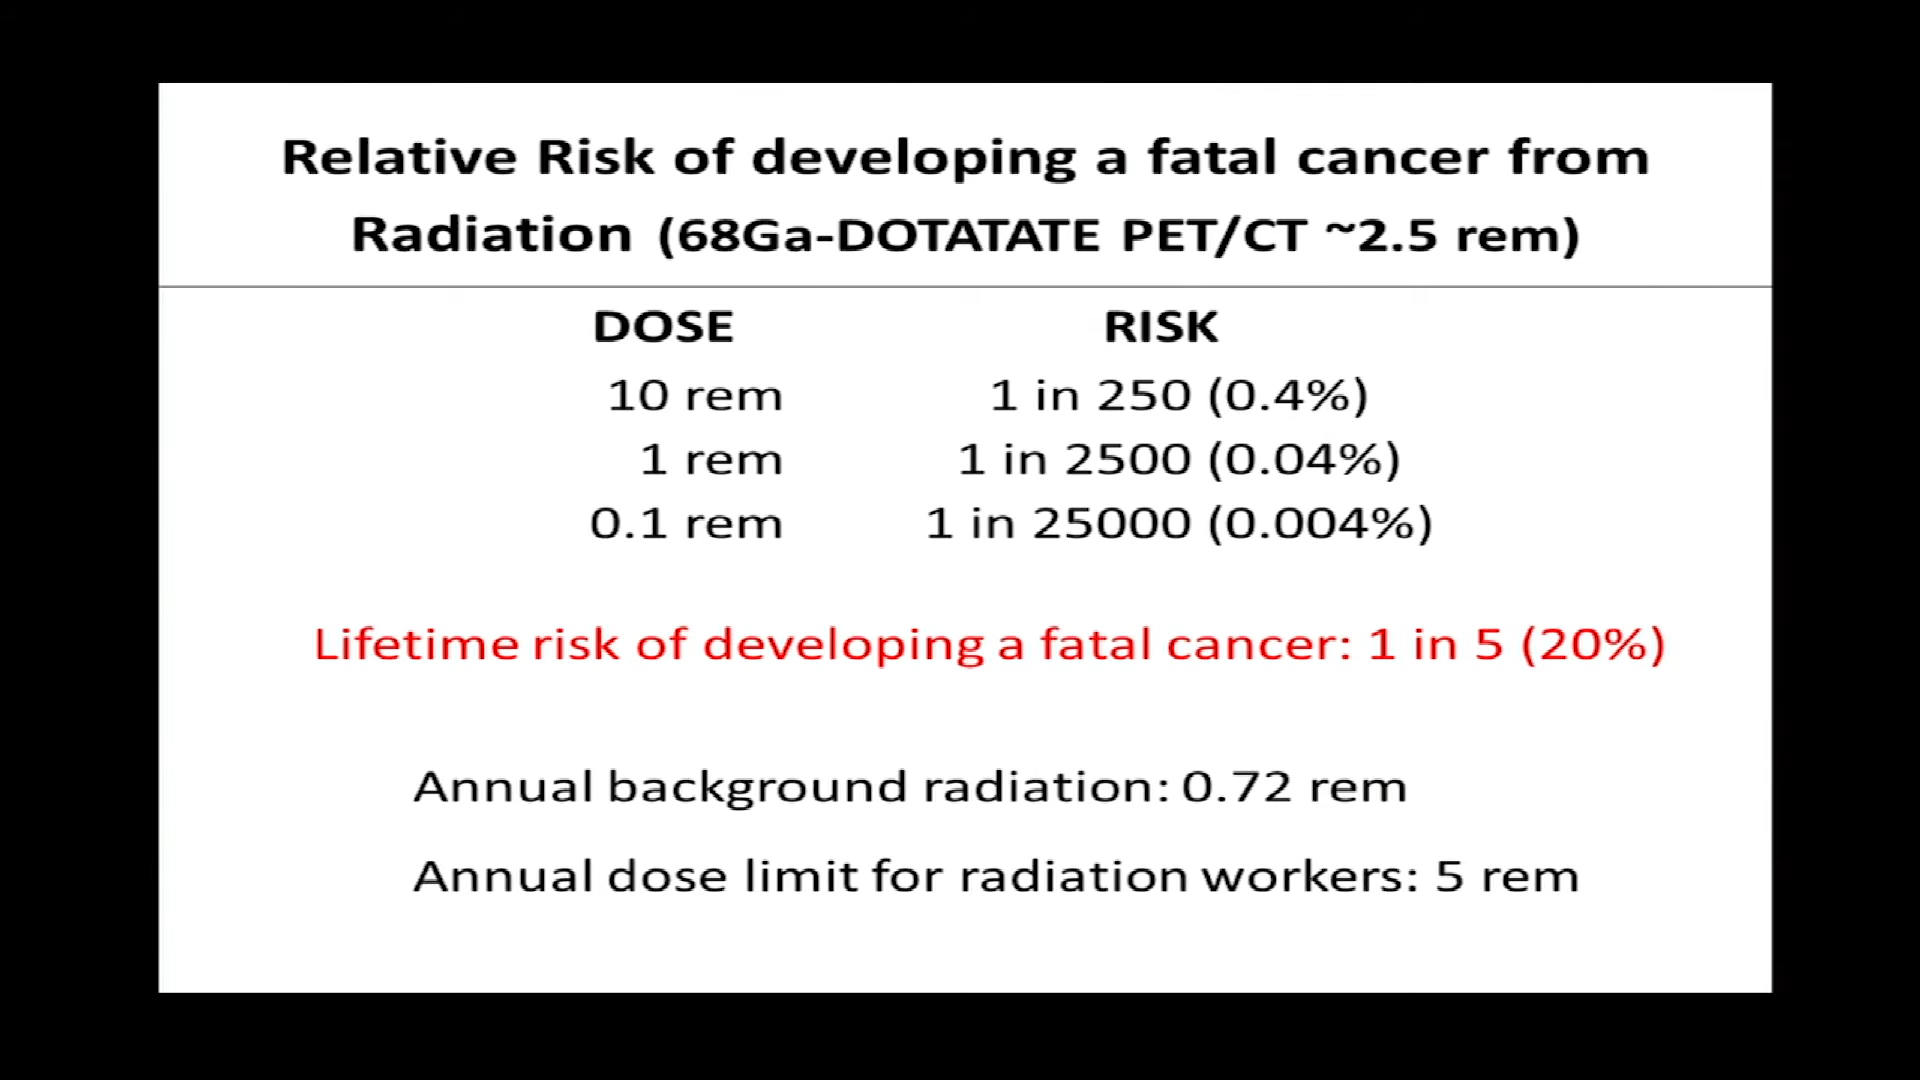 Relative Risk of developing a fatal cancer from
Radiation (68Ga-DOTATATE PET/CT ~2.5 rem)
DOSE RISK
10 rem 1 in 250 (0.4%)
1 rem 1 in 2500 (0.04%)
0.1 rem 1 in 25000 (0.004%)
Lifetime risk of developing a fatal cancer: 1 in 5 (20%)
Annual background radiation: 0.72 rem
Annual dose limit for radiation workers: 5 rem